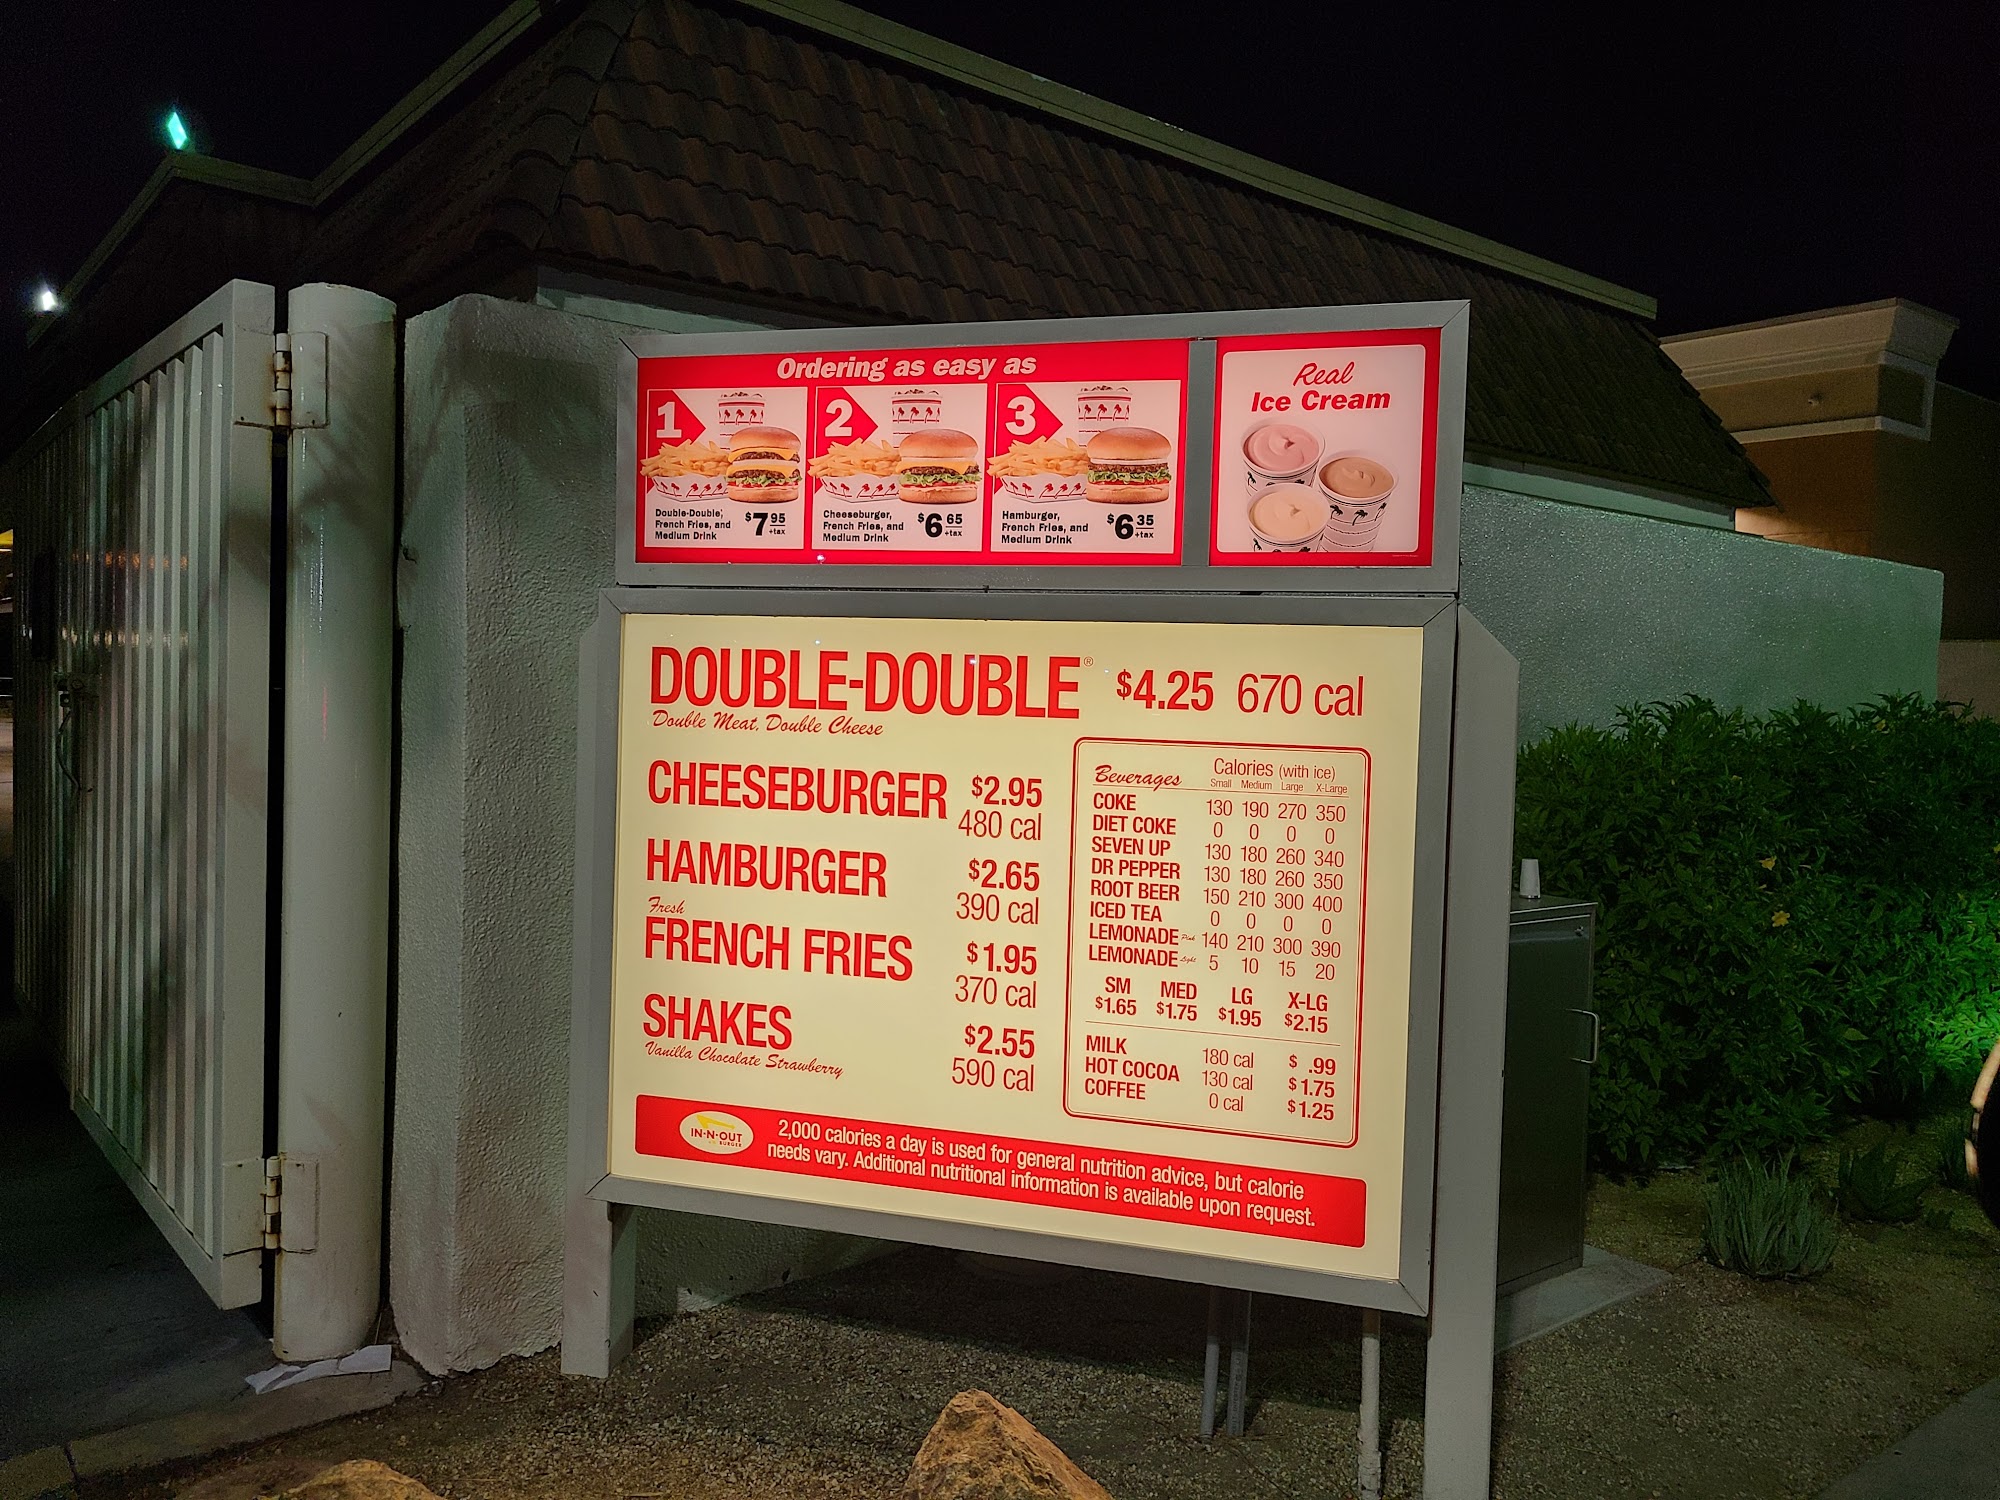 Ordering as easy as
1
Double-Double,
French Fries, and
Medium Drink
$7 95
+tax
2
Cheeseburger,
French Fries, and
Medium Drink
$6 65
+tax
3
Hamburger,
French Fries, and
Medium Drink
$6 35
+tax
Real
Ice Cream
DOUBLE-DOUBLE® $4.25 670 cal
Double Meat, Double Cheese
CHEESEBURGER $2.95
480 cal
HAMBURGER $2.65
390 cal
Fresh
FRENCH FRIES $1.95
370 cal
SHAKES $2.55
Vanilla Chocolate Strawberry
590 cal
Beverages Calories (with ice)
Small Medium Large X-Large
COKE 130 190 270 350
DIET COKE 0 0 0 0
SEVEN UP 130 180 260 340
DR PEPPER 130 180 260 350
ROOT BEER 150 210 300 400
ICED TEA 0 0 0 0
LEMONADE Pink 140 210 300 390
LEMONADE Light 5 10 15 20
SM MED LG X-LG
$1.65 $1.75 $1.95 $2.15
MILK 180 cal $ .99
HOT COCOA 130 cal $1.75
COFFEE 0 cal $1.25
IN-N-OUT
BURGER
2,000 calories a day is used for general nutrition advice, but calorie
needs vary. Additional nutritional information is available upon request.